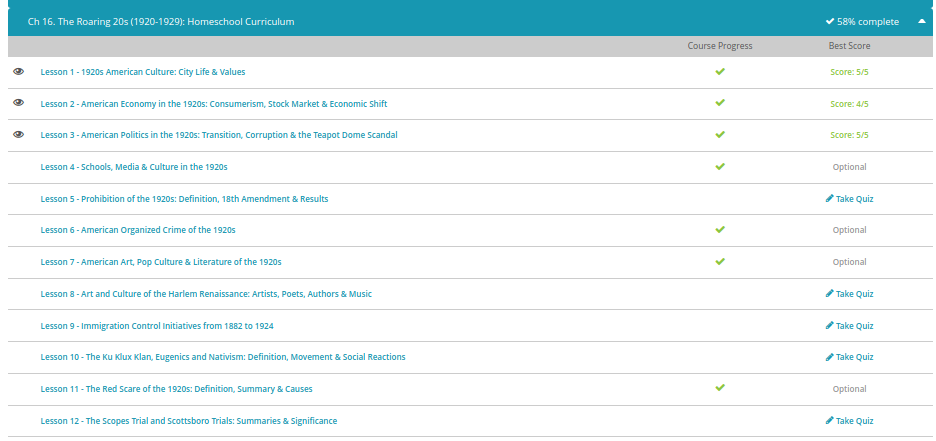 Ch 16. The Roaring 20s (1920-1929): Homeschool Curriculum 58% complete
Course Progress Best Score
Lesson 1 - 1920s American Culture: City Life & Values Score: 5/5
Lesson 2 - American Economy in the 1920s: Consumerism, Stock Market & Economic Shift Score: 4/5
Lesson 3 - American Politics in the 1920s: Transition, Corruption & the Teapot Dome Scandal Score: 5/5
Lesson 4 - Schools, Media & Culture in the 1920s Optional
Lesson 5 - Prohibition of the 1920s: Definition, 18th Amendment & Results Take Quiz
Lesson 6 - American Organized Crime of the 1920s Optional
Lesson 7 - American Art, Pop Culture & Literature of the 1920s Optional
Lesson 8 - Art and Culture of the Harlem Renaissance: Artists, Poets, Authors & Music Take Quiz
Lesson 9 - Immigration Control Initiatives from 1882 to 1924 Take Quiz
Lesson 10 - The Ku Klux Klan, Eugenics and Nativism: Definition, Movement & Social Reactions Take Quiz
Lesson 11 - The Red Scare of the 1920s: Definition, Summary & Causes Optional
Lesson 12 - The Scopes Trial and Scottsboro Trials: Summaries & Significance Take Quiz